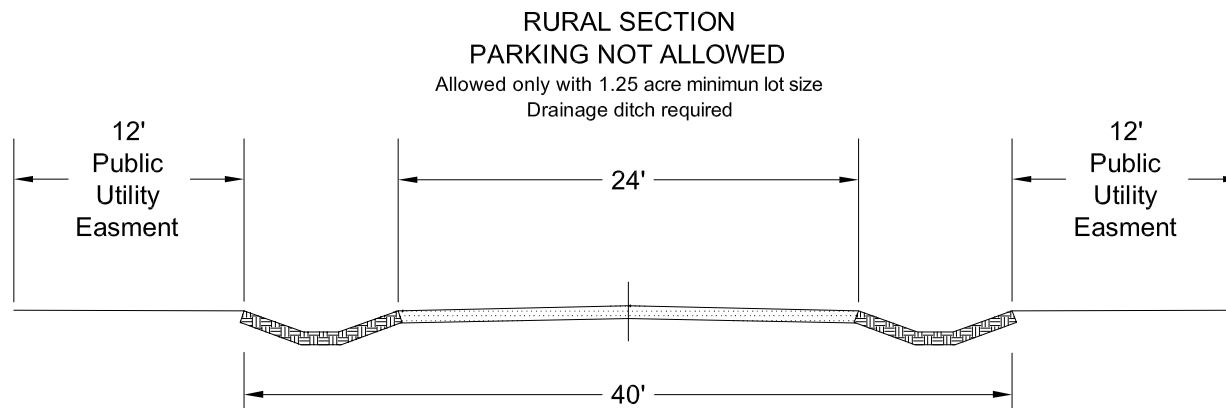 RURAL SECTION
PARKING NOT ALLOWED
Allowed only with 1.25 acre minimun lot size
Drainage ditch required
12'
Public
Utility
Easment
24'
12'
Public
Utility
Easment
40'